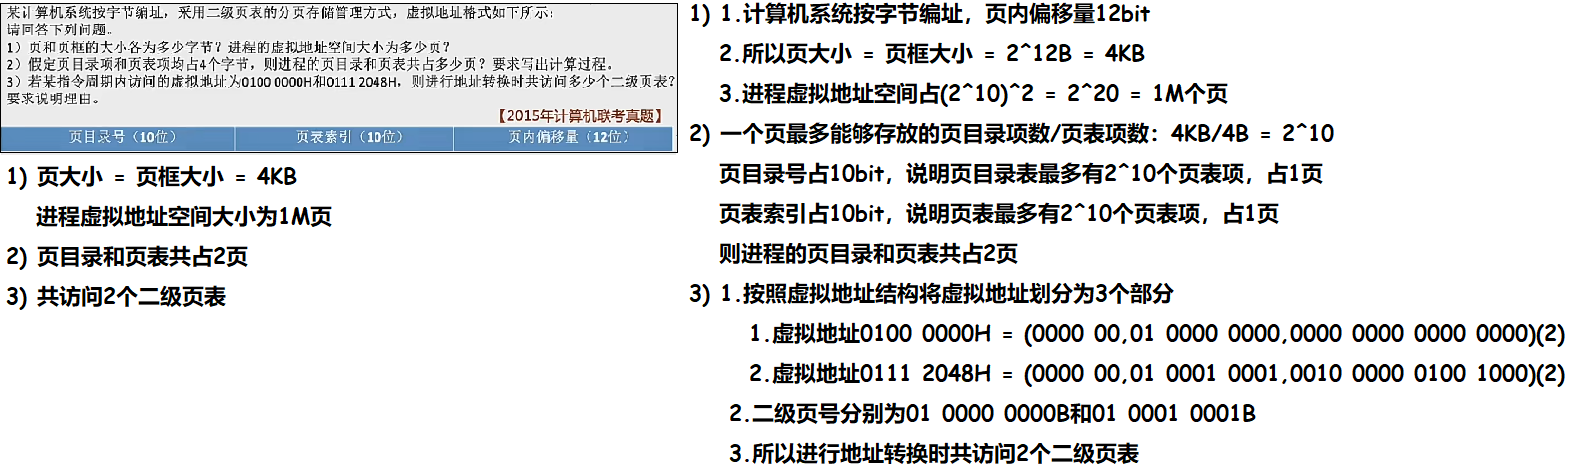 某计算机系统按字节编址，采用二级页表的分页存储管理方式，虚拟地址格式如下所示：
请回答下列问题。
1）页和页框的大小各为多少字节？进程的虚拟地址空间大小为多少页？
2）假定页目录项和页表项均占4个字节，则进程的页目录和页表共占多少页？要求写出计算过程。
3）若某指令周期内访问的虚拟地址为0100 0000H和0111 2048H，则进行地址转换时共访问多少个二级页表？
要求说明理由。
【2015年计算机联考真题】
页目录号（10位） 页表索引（10位） 页内偏移量（12位）
1) 页大小 = 页框大小 = 4KB
进程虚拟地址空间大小为1M页
2) 页目录和页表共占2页
3) 共访问2个二级页表
1) 1.计算机系统按字节编址，页内偏移量12bit
2.所以页大小 = 页框大小 = 2^12B = 4KB
3.进程虚拟地址空间占(2^10)^2 = 2^20 = 1M个页
2) 一个页最多能够存放的页目录项数/页表项数：4KB/4B = 2^10
页目录号占10bit，说明页目录表最多有2^10个页表项，占1页
页表索引占10bit，说明页表最多有2^10个页表项，占1页
则进程的页目录和页表共占2页
3) 1.按照虚拟地址结构将虚拟地址划分为3个部分
1.虚拟地址0100 0000H = (0000 00,01 0000 0000,0000 0000 0000 0000)(2)
2.虚拟地址0111 2048H = (0000 00,01 0001 0001,0010 0000 0100 1000)(2)
2.二级页号分别为01 0000 0000B和01 0001 0001B
3.所以进行地址转换时共访问2个二级页表